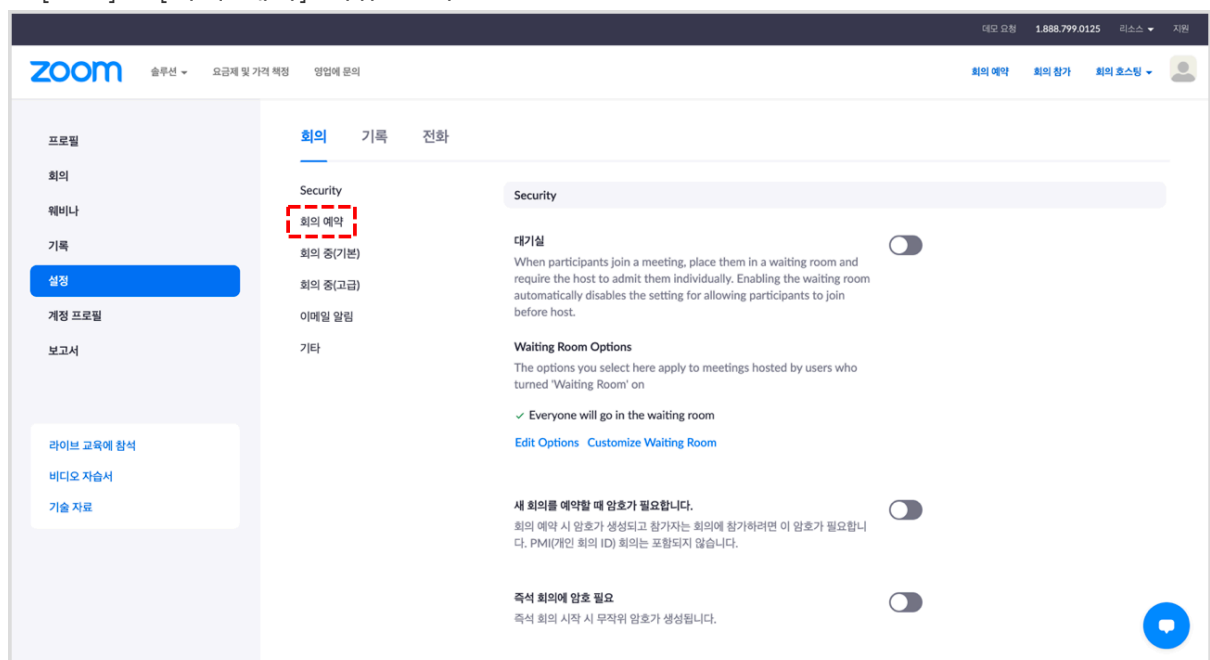 데모 요청 1.888.799.0125 리소스 지원
zoom 솔루션 요금제 및 가격 책정 영업에 문의 회의 예약 회의 참가 회의 호스팅
프로필
회의
웨비나
기록
설정
계정 프로필
보고서
라이브 교육에 참석
비디오 자습서
기술 자료
회의 기록 전화
Security
회의 예약
회의 중(기본)
회의 중(고급)
이메일 알림
기타
Security
대기실
When participants join a meeting, place them in a waiting room and
require the host to admit them individually. Enabling the waiting room
automatically disables the setting for allowing participants to join
before host.
Waiting Room Options
The options you select here apply to meetings hosted by users who
turned 'Waiting Room' on
✓ Everyone will go in the waiting room
Edit Options Customize Waiting Room
새 회의를 예약할 때 암호가 필요합니다.
회의 예약 시 암호가 생성되고 참가자는 회의에 참가하려면 이 암호가 필요합니
다. PMI(개인 회의 ID) 회의는 포함되지 않습니다.
즉석 회의에 암호 필요
즉석 회의 시작 시 무작위 암호가 생성됩니다.